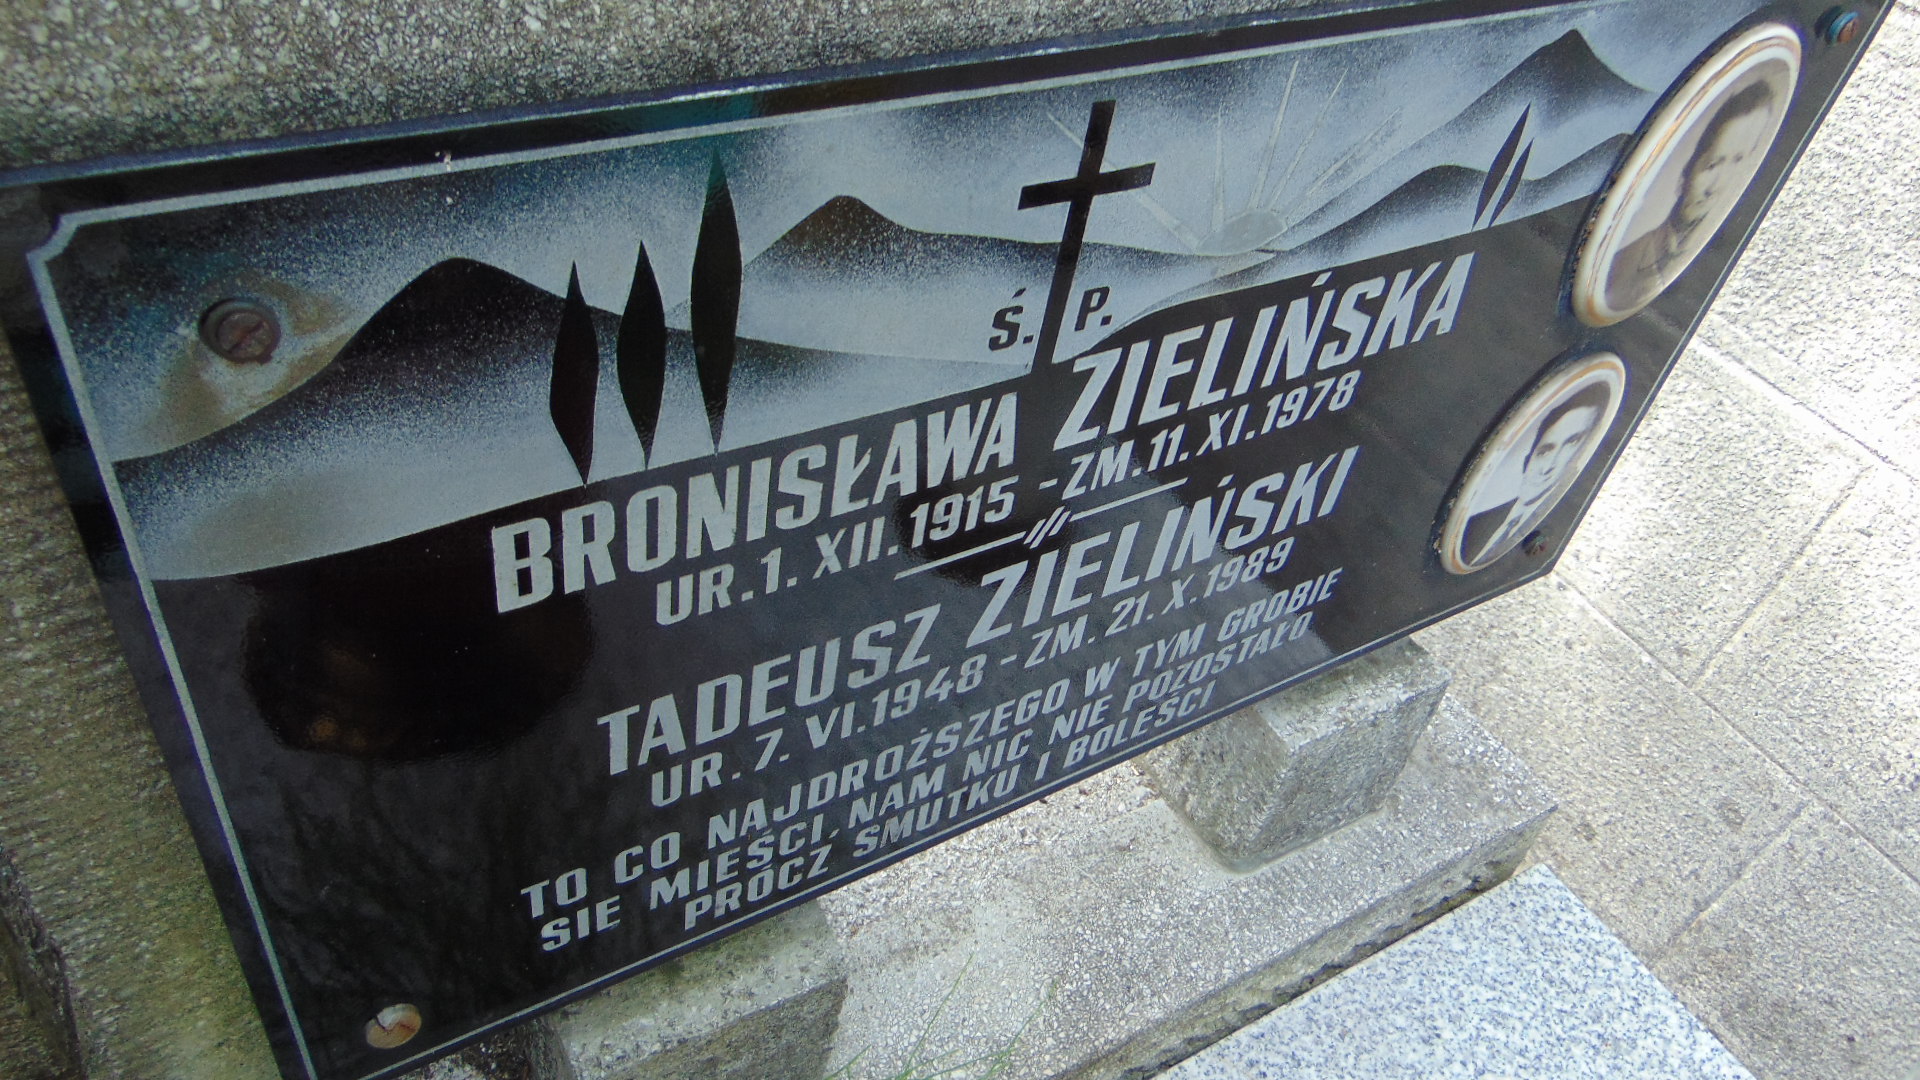 Ś. P.
BRONISŁAWA ZIELIŃSKA
UR. 1. XII. 1915 - ZM. 11. XI. 1978
TADEUSZ ZIELIŃSKI
UR. 7. VI. 1948 - ZM. 21. X. 1989
TO CO NAJDROŻSZEGO W TYM GROBIE
SIE MIEŚCI, NAM NIC NIE POZOSTAŁO
PROCZ SMUTKU I BOLEŚCI